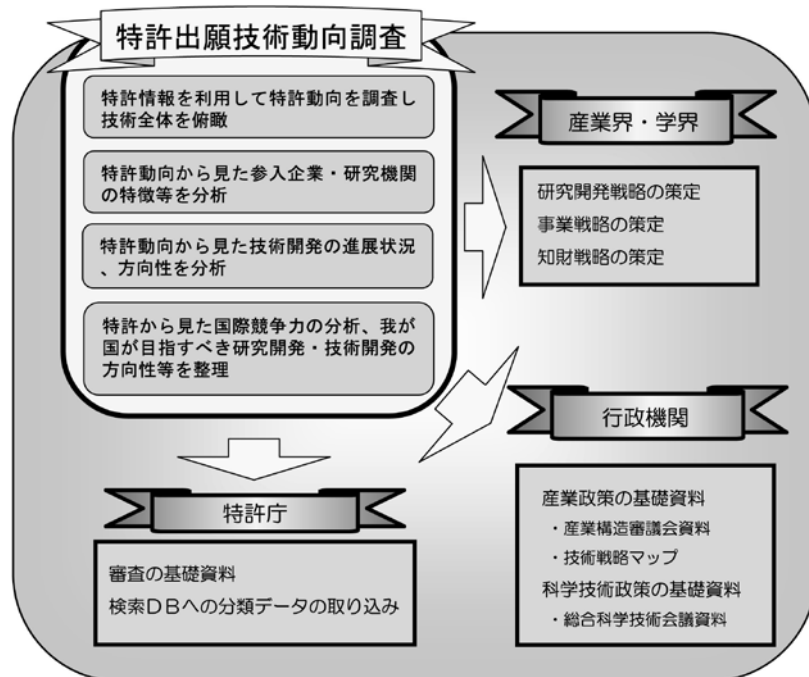 特許出願技術動向調査
特許情報を利用して特許動向を調査し
技術全体を俯瞰
特許動向から見た参入企業・研究機関
の特徴等を分析
特許動向から見た技術開発の進展状況
、方向性を分析
特許から見た国際競争力の分析、我が
国が目指すべき研究開発・技術開発の
方向性等を整理
産業界・学界
研究開発戦略の策定
事業戦略の策定
知財戦略の策定
行政機関
産業政策の基礎資料
・産業構造審議会資料
・技術戦略マップ
科学技術政策の基礎資料
・総合科学技術会議資料
特許庁
審査の基礎資料
検索ＤＢへの分類データの取り込み